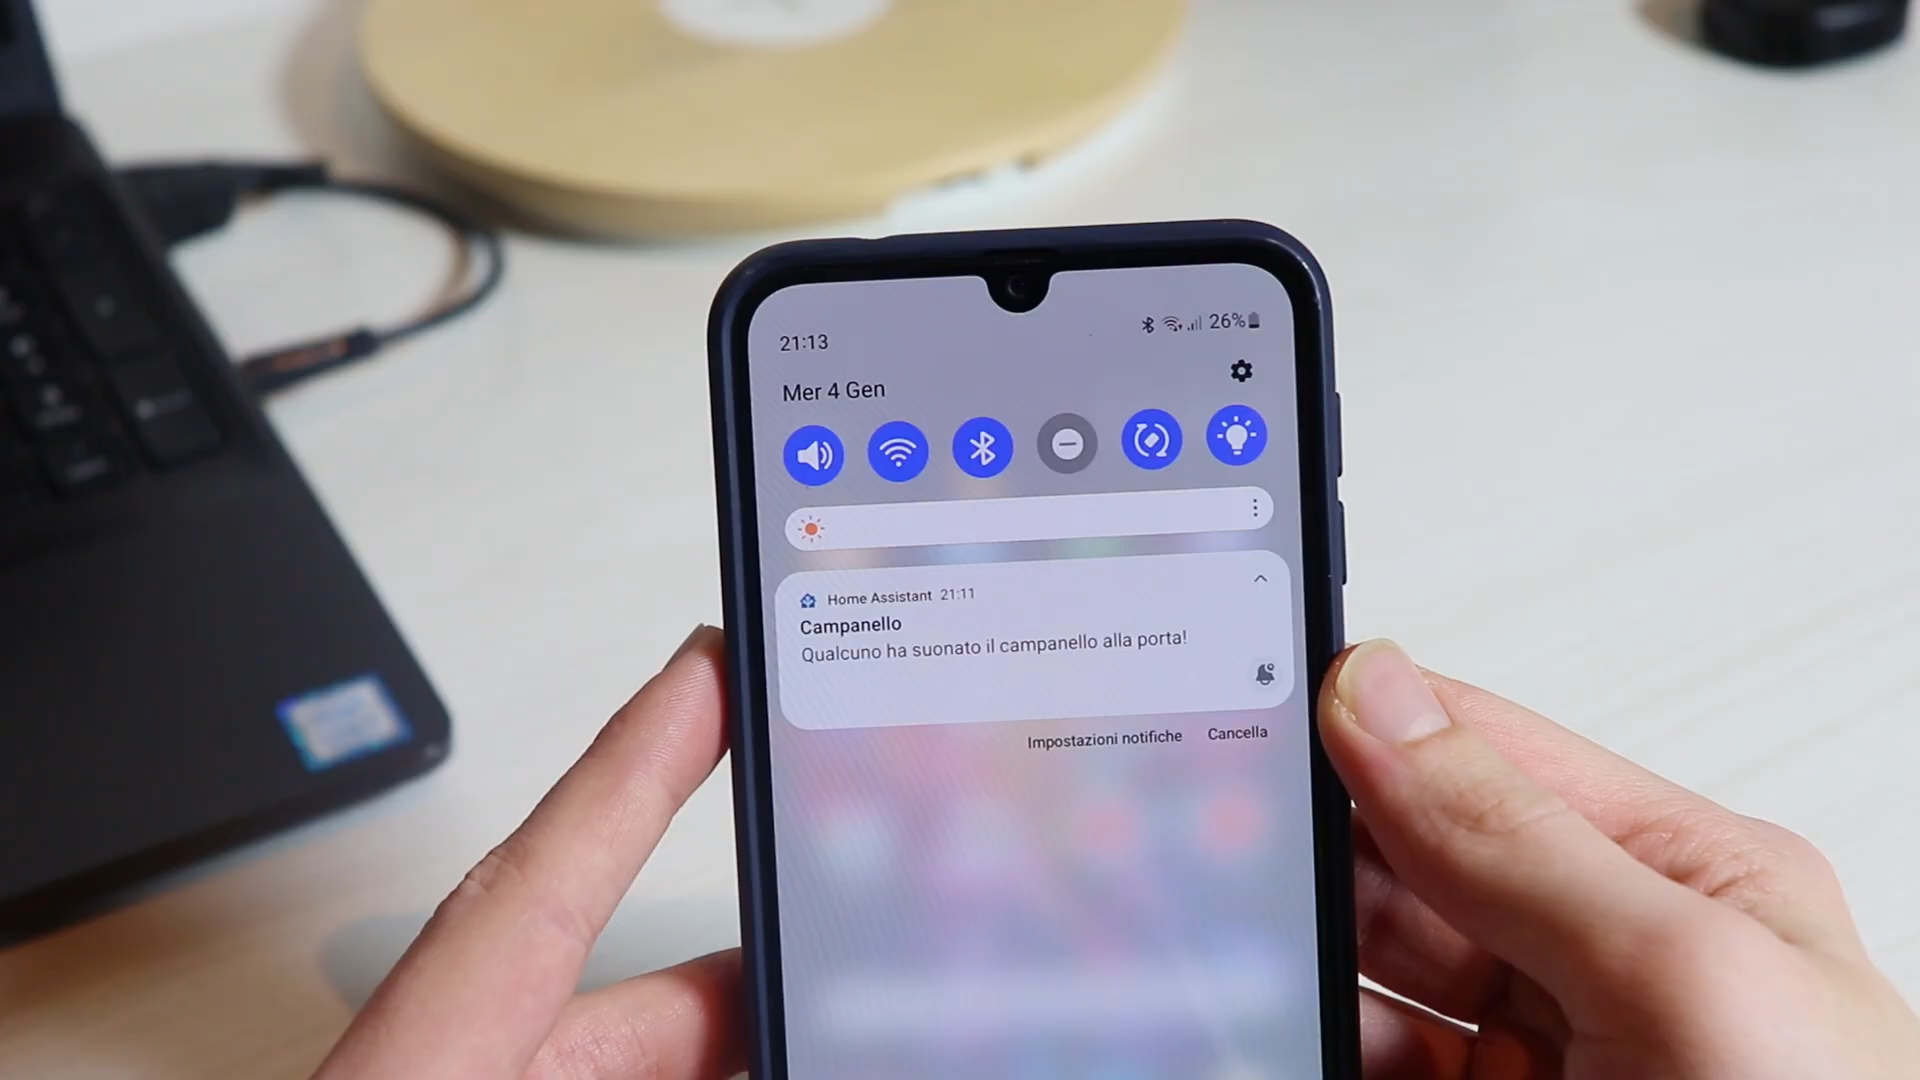 21:13
26%
Mer 4 Gen
Home Assistant 21:11
Campanello
Qualcuno ha suonato il campanello alla porta!
Impostazioni notifiche Cancella